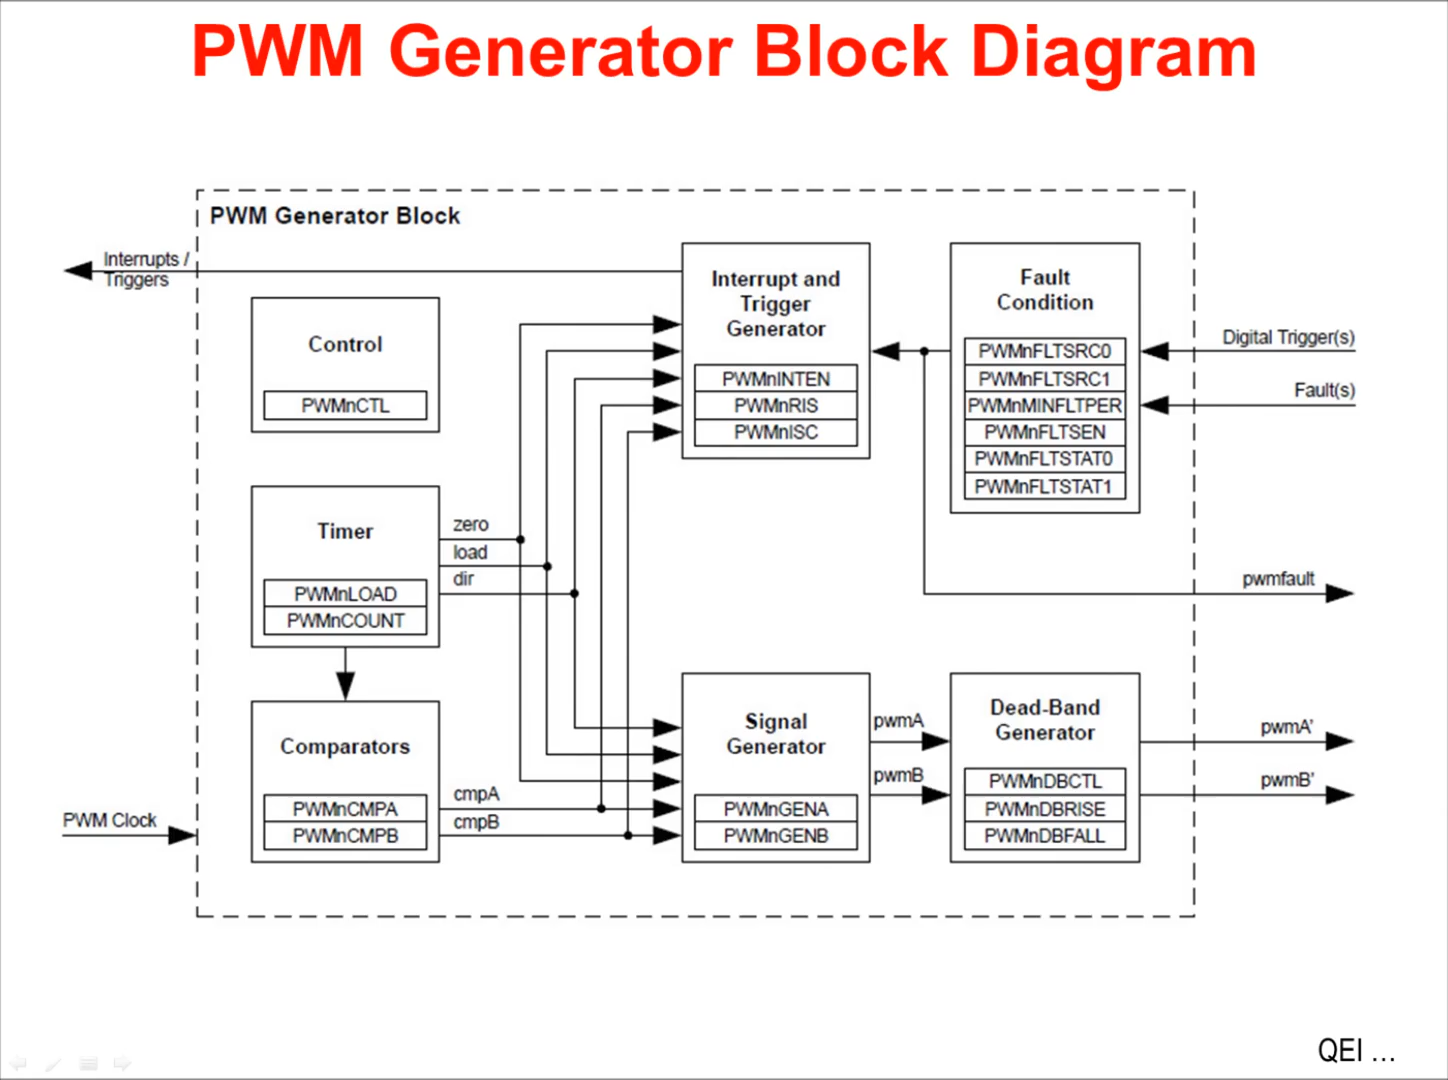 PWM Generator Block Diagram
PWM Generator Block
Interrupts /
Triggers
Control
PWMnCTL
Timer
PWMnLOAD
PWMnCOUNT
zero
load
dir
Comparators
PWMnCMPA
PWMnCMPB
cmpA
cmpB
PWM Clock
Interrupt and
Trigger
Generator
PWMnINTEN
PWMnRIS
PWMnISC
Fault
Condition
PWMnFLTSRC0
PWMnFLTSRC1
PWMnMINFLTPER
PWMnFLTSEN
PWMnFLTSTAT0
PWMnFLTSTAT1
Digital Trigger(s)
Fault(s)
pwmfault
Signal
Generator
PWMnGENA
PWMnGENB
pwmA
pwmB
Dead-Band
Generator
PWMnDBCTL
PWMnDBRISE
PWMnDBFALL
pwmA'
pwmB'
QEI ...